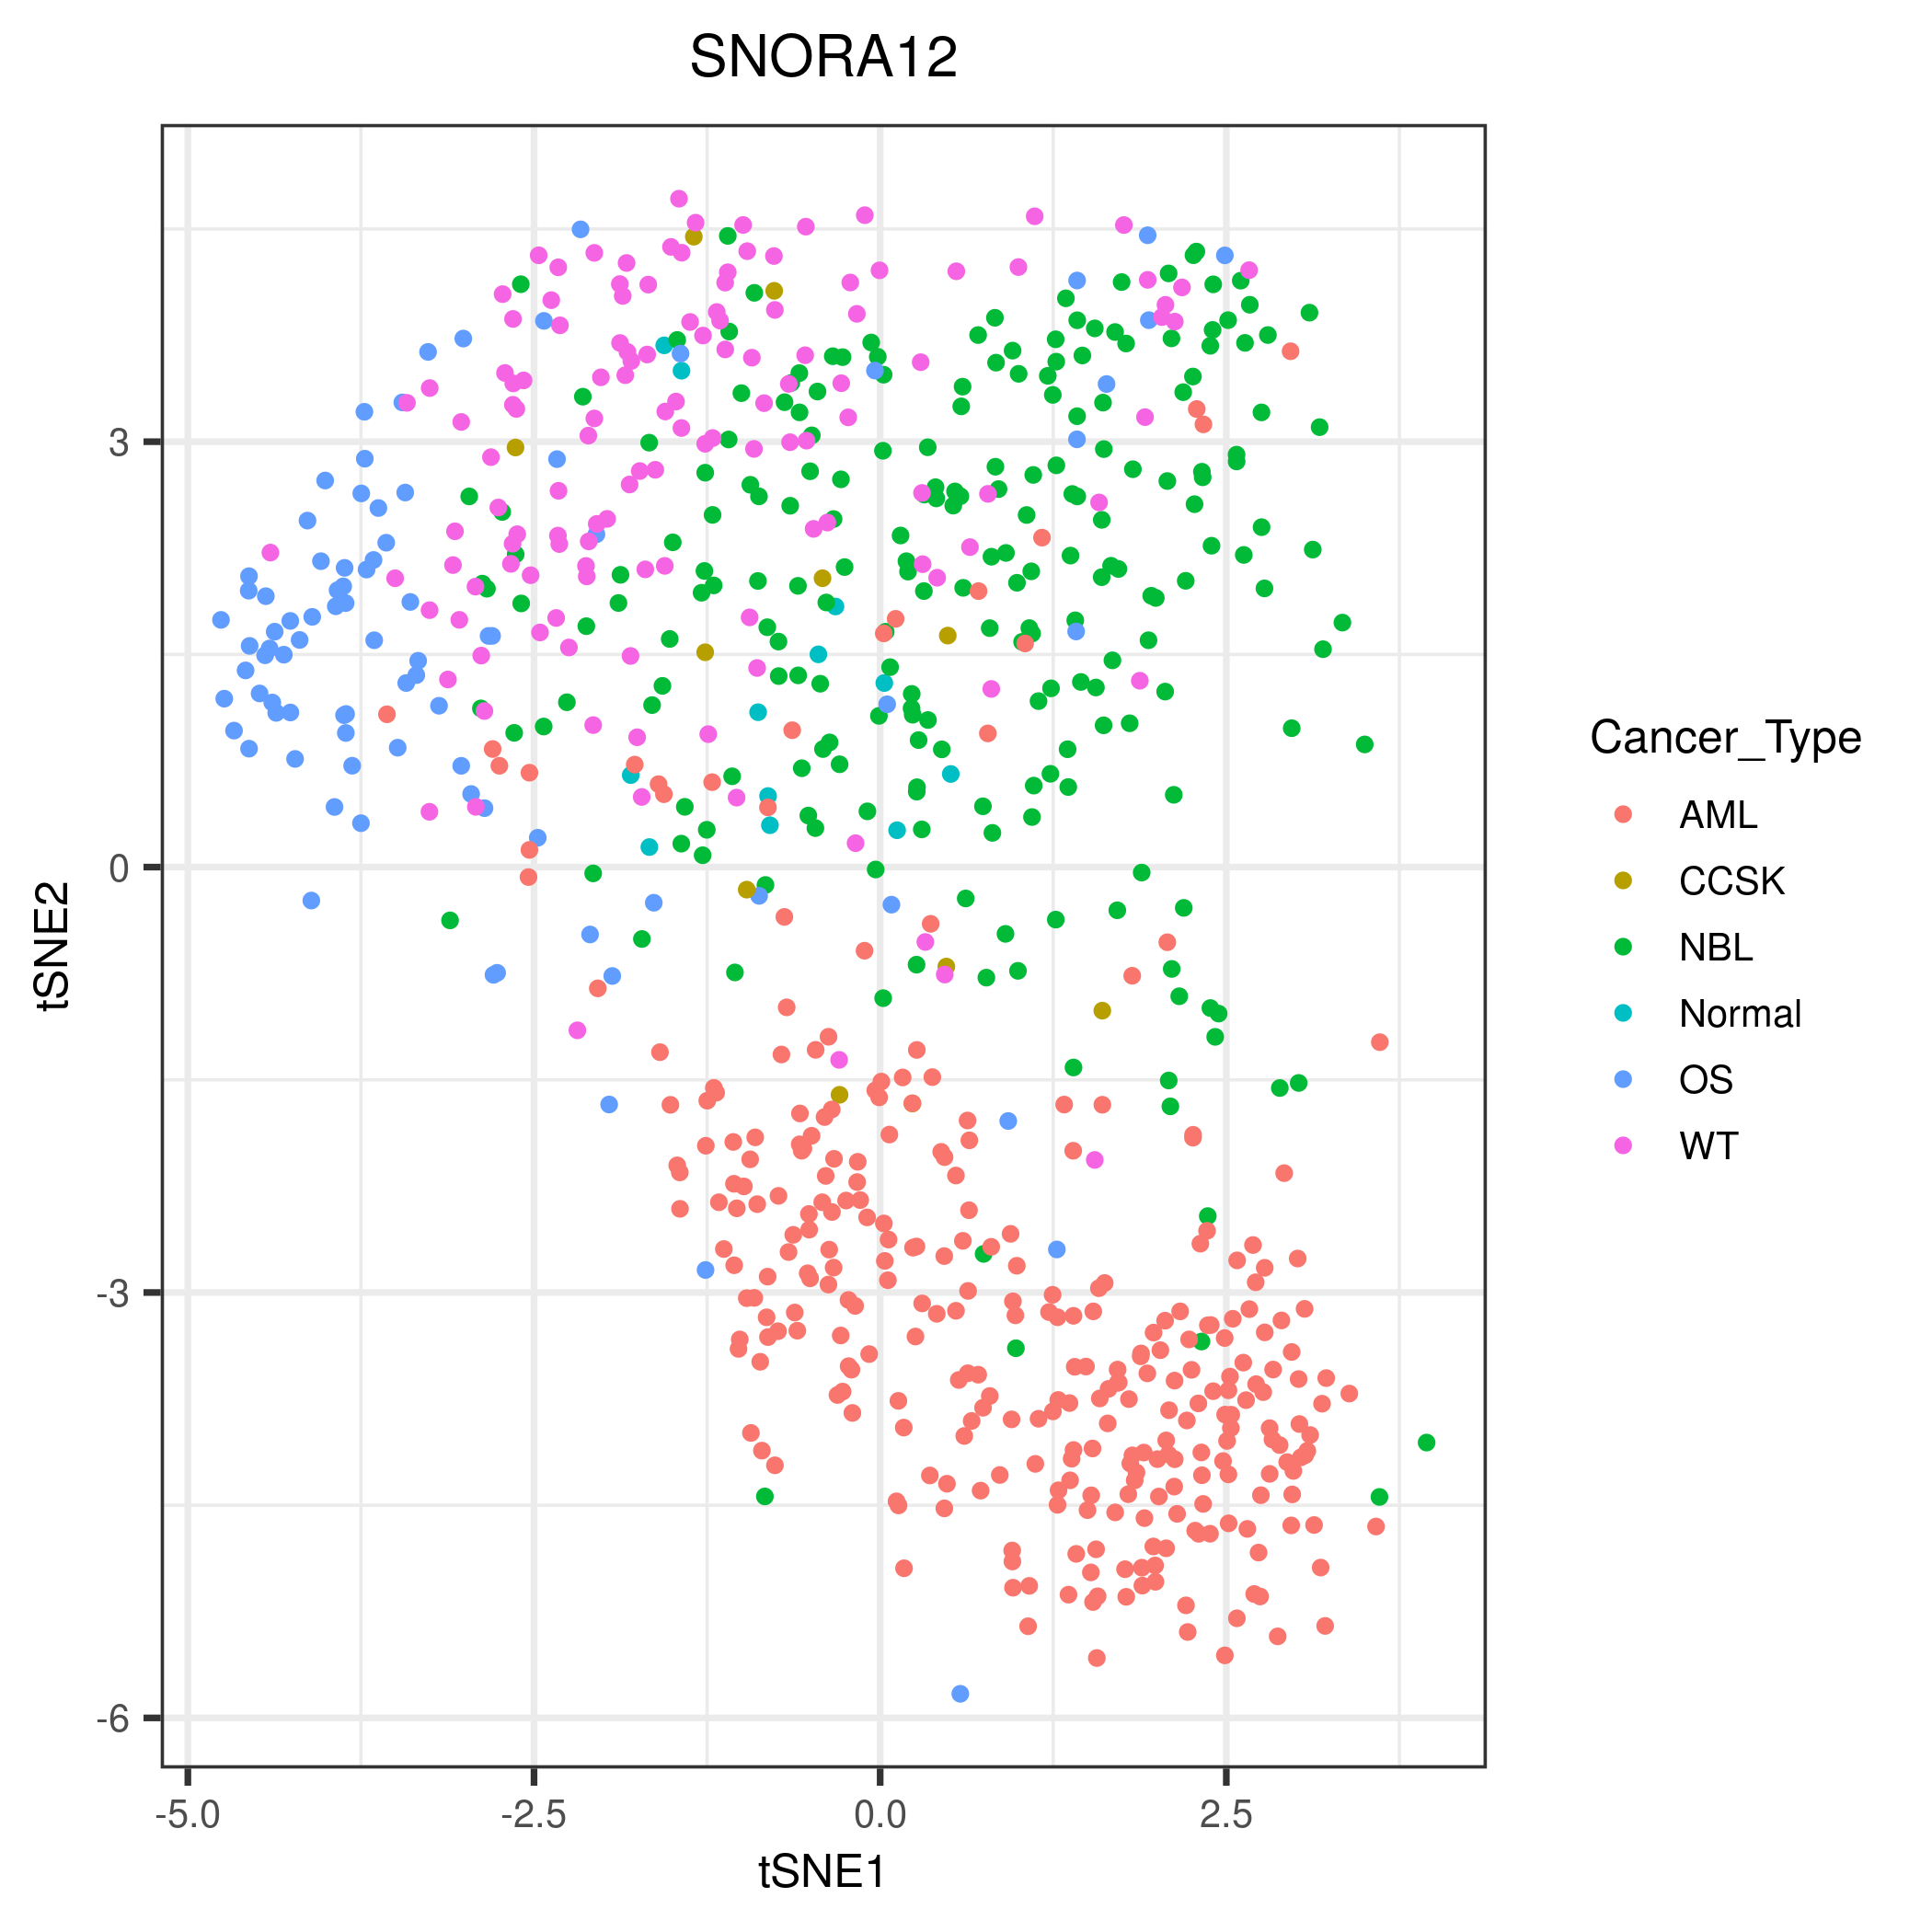 SNORA12
tSNE2
3
0
-3
-6
-5.0 -2.5 0.0 2.5
tSNE1
Cancer_Type
AML
CCSK
NBL
Normal
OS
WT